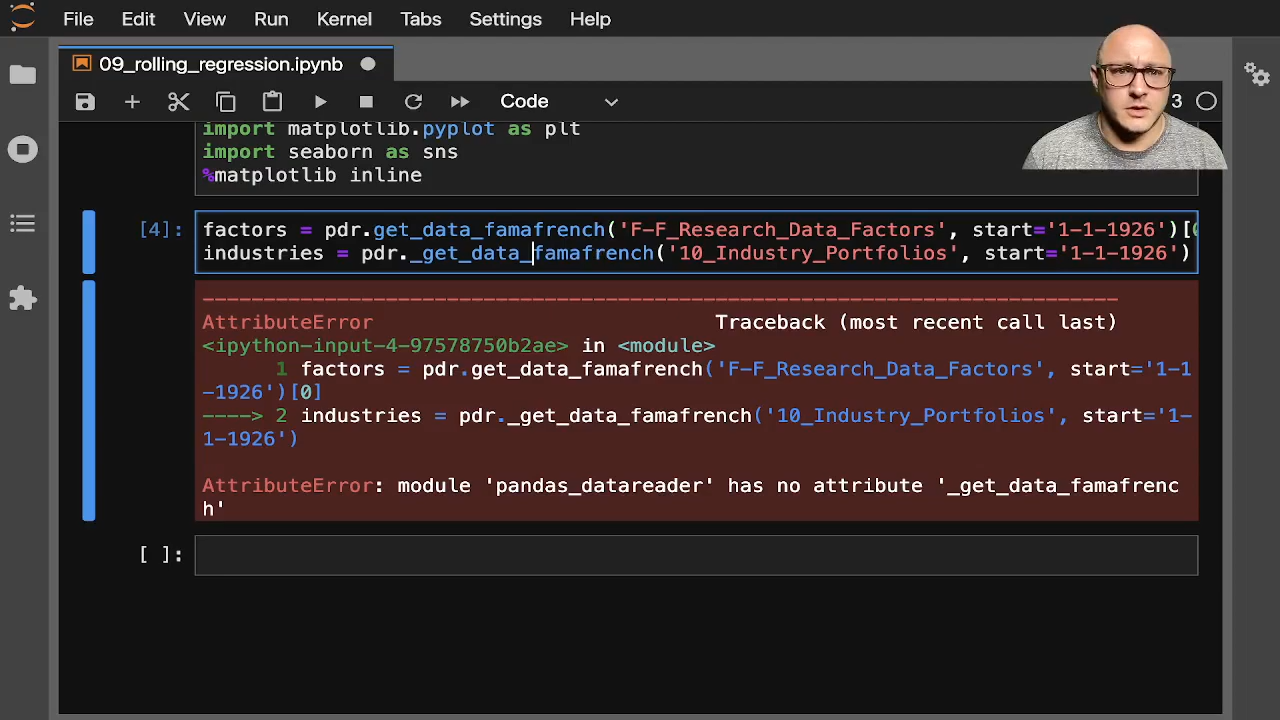 File Edit View Run Kernel Tabs Settings Help
09_rolling_regression.ipynb
Code 3
import matplotlib.pyplot as plt
import seaborn as sns
%matplotlib inline
[4]: factors = pdr.get_data_famafrench('F-F_Research_Data_Factors', start='1-1-1926')[
industries = pdr._get_data_famafrench('10_Industry_Portfolios', start='1-1-1926')
---------------------------------------------------------------------------
AttributeError Traceback (most recent call last)
<ipython-input-4-97578750b2ae> in <module>
1 factors = pdr.get_data_famafrench('F-F_Research_Data_Factors', start='1-1
-1926')[0]
----> 2 industries = pdr._get_data_famafrench('10_Industry_Portfolios', start='1-
1-1926')
AttributeError: module 'pandas_datareader' has no attribute '_get_data_famafrenc
h'
[ ]: